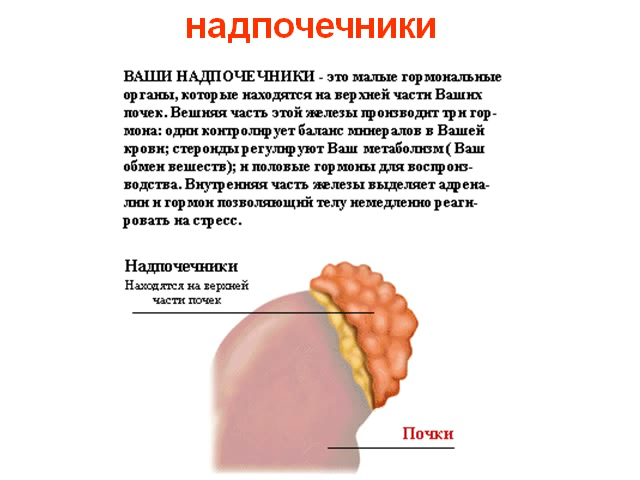 надпочечники
ВАШИ НАДПОЧЕЧНИКИ - это малые гормональные
органы, которые находятся на верхней части Ваших
почек. Вешняя часть этой железы производит три гор-
мона: один контролирует баланс минералов в Вашей
крови; стероиды регулируют Ваш метаболизм ( Ваш
обмен веществ); и половые гормоны для воспроиз-
водства. Внутренняя часть железы выделяет адрена-
лин и гормон позволяющий телу немедленно реаги-
ровать на стресс.
Надпочечники
Находятся на верхней
части почек
Почки